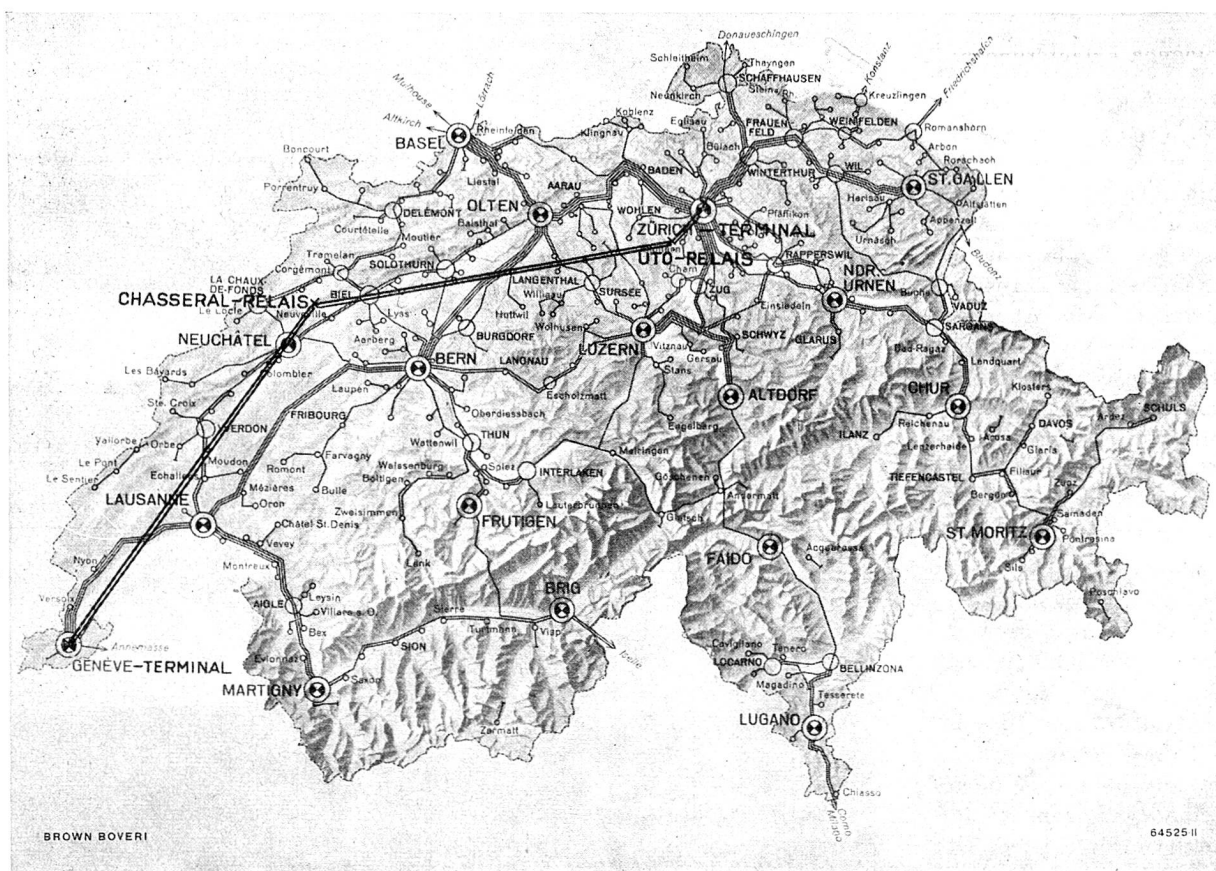 Donaueschingen
Schleitheim
Thayngen
SCHAFFHAUSEN
Konstanz
Friedrichshafen
Neunkirch
Stein a. Rh.
Kreuzlingen
Mulhouse
Lörrach
Koblenz
Eglisau
FRAUEN-
FELD
WEINFELDEN
Romanshorn
Altkirch
Rheinfelden
Klingnau
Bülach
Arbon
BASEL
Boncourt
Liestal
BADEN
WINTERTHUR
WIL
Rorschach
ST. GALLEN
Porrentruy
AARAU
OLTEN
WOHLEN
Pfäffikon
Herisau
Altstätten
DELÉMONT
Courtételle
Balsthal
ZÜRICH-TERMINAL
Appenzell
Moutier
Urnäsch
Tramelan
SOLOTHURN
UTO-RELAIS
RAPPERSWIL
Bludenz
Corgémont
LANGENTHAL
Cham
NDR.-
URNEN
LA CHAUX-
DE-FONDS
BIEL
Willisau
SURSEE
ZUG
Buchs
CHASSERAL-RELAIS
Einsiedeln
VADUZ
Le Locle
Neuveville
Lyss
Huttwil
Wolhusen
SARGANS
NEUCHÂTEL
Aarberg
BURGDORF
LUZERN
Vitznau
SCHWYZ
GLARUS
BERN
LANGNAU
Gersau
Bad-Ragaz
Landquart
Les Bayards
Colombier
Laupen
Escholzmatt
Stans
CHUR
Klosters
Ste. Croix
FRIBOURG
Oberdiessbach
ALTDORF
Ardez
SCHULS
YVERDON
Wattenwil
THUN
Engelberg
Reichenau
DAVOS
Vallorbe
Orbe
Farvagny
ILANZ
Lenzerheide
Arosa
Le Pont
Moudon
Romont
Weissenburg
Spiez
INTERLAKEN
Meiringen
Glaris
Le Sentier
Echallens
Boltigen
Göschenen
TIEFENCASTEL
Filisur
Mézières
Bulle
Andermatt
Bergün
Zuoz
LAUSANNE
Oron
Zweisimmen
Lauterbrunnen
Gletsch
Samaden
Châtel St. Denis
FRUTIGEN
ST. MORITZ
Pontresina
Vevey
Lenk
FAIDO
Acquarossa
Sils
Nyon
Montreux
BRIG
Poschiavo
Versoix
AIGLE
Leysin
Villars s. O.
Sierre
Turtmann
Visp
Iselle
Bex
SION
Cavigliano
Tenero
Annemasse
Evionnaz
LOCARNO
BELLINZONA
GENÈVE-TERMINAL
Saxon
Magadino
MARTIGNY
Tesserete
LUGANO
Zermatt
Chiasso
Como
Milano
BROWN BOVERI
64525 II